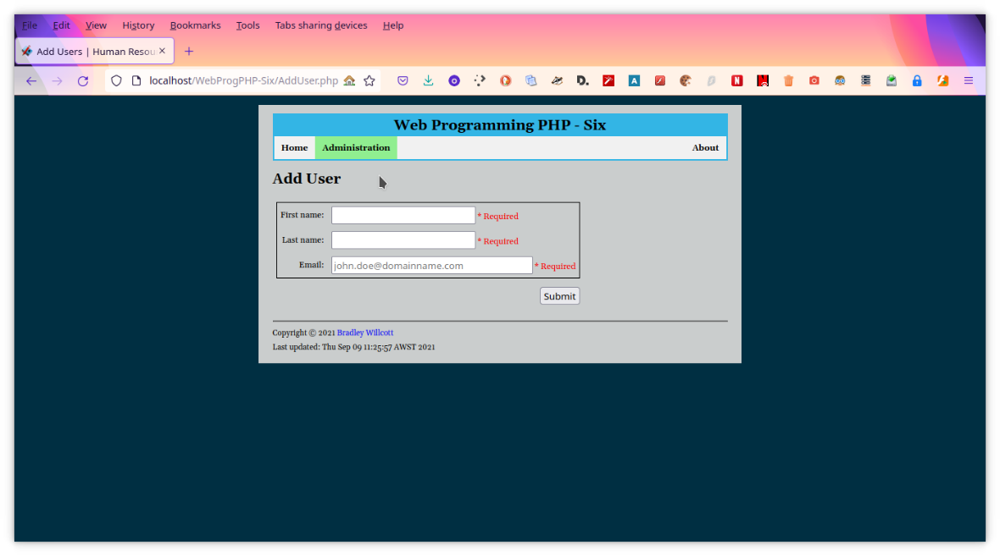 File Edit View History Bookmarks Tools Tabs sharing devices Help
Add Users | Human Resou
localhost/WebProgPHP-Six/AddUser.php
D. A N
Web Programming PHP - Six
Home Administration About
Add User
First name: * Required
Last name: * Required
Email: john.doe@domainname.com * Required
Submit
Copyright © 2021 Bradley Willcott
Last updated: Thu Sep 09 11:25:57 AWST 2021